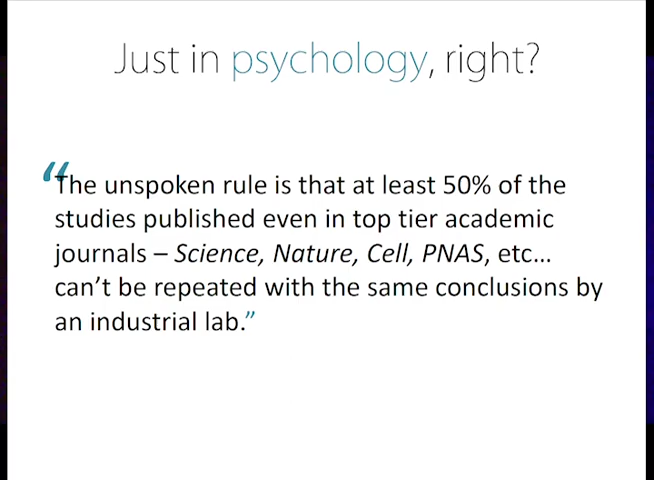 Just in psychology, right?
“The unspoken rule is that at least 50% of the
studies published even in top tier academic
journals – Science, Nature, Cell, PNAS, etc...
can’t be repeated with the same conclusions by
an industrial lab.”